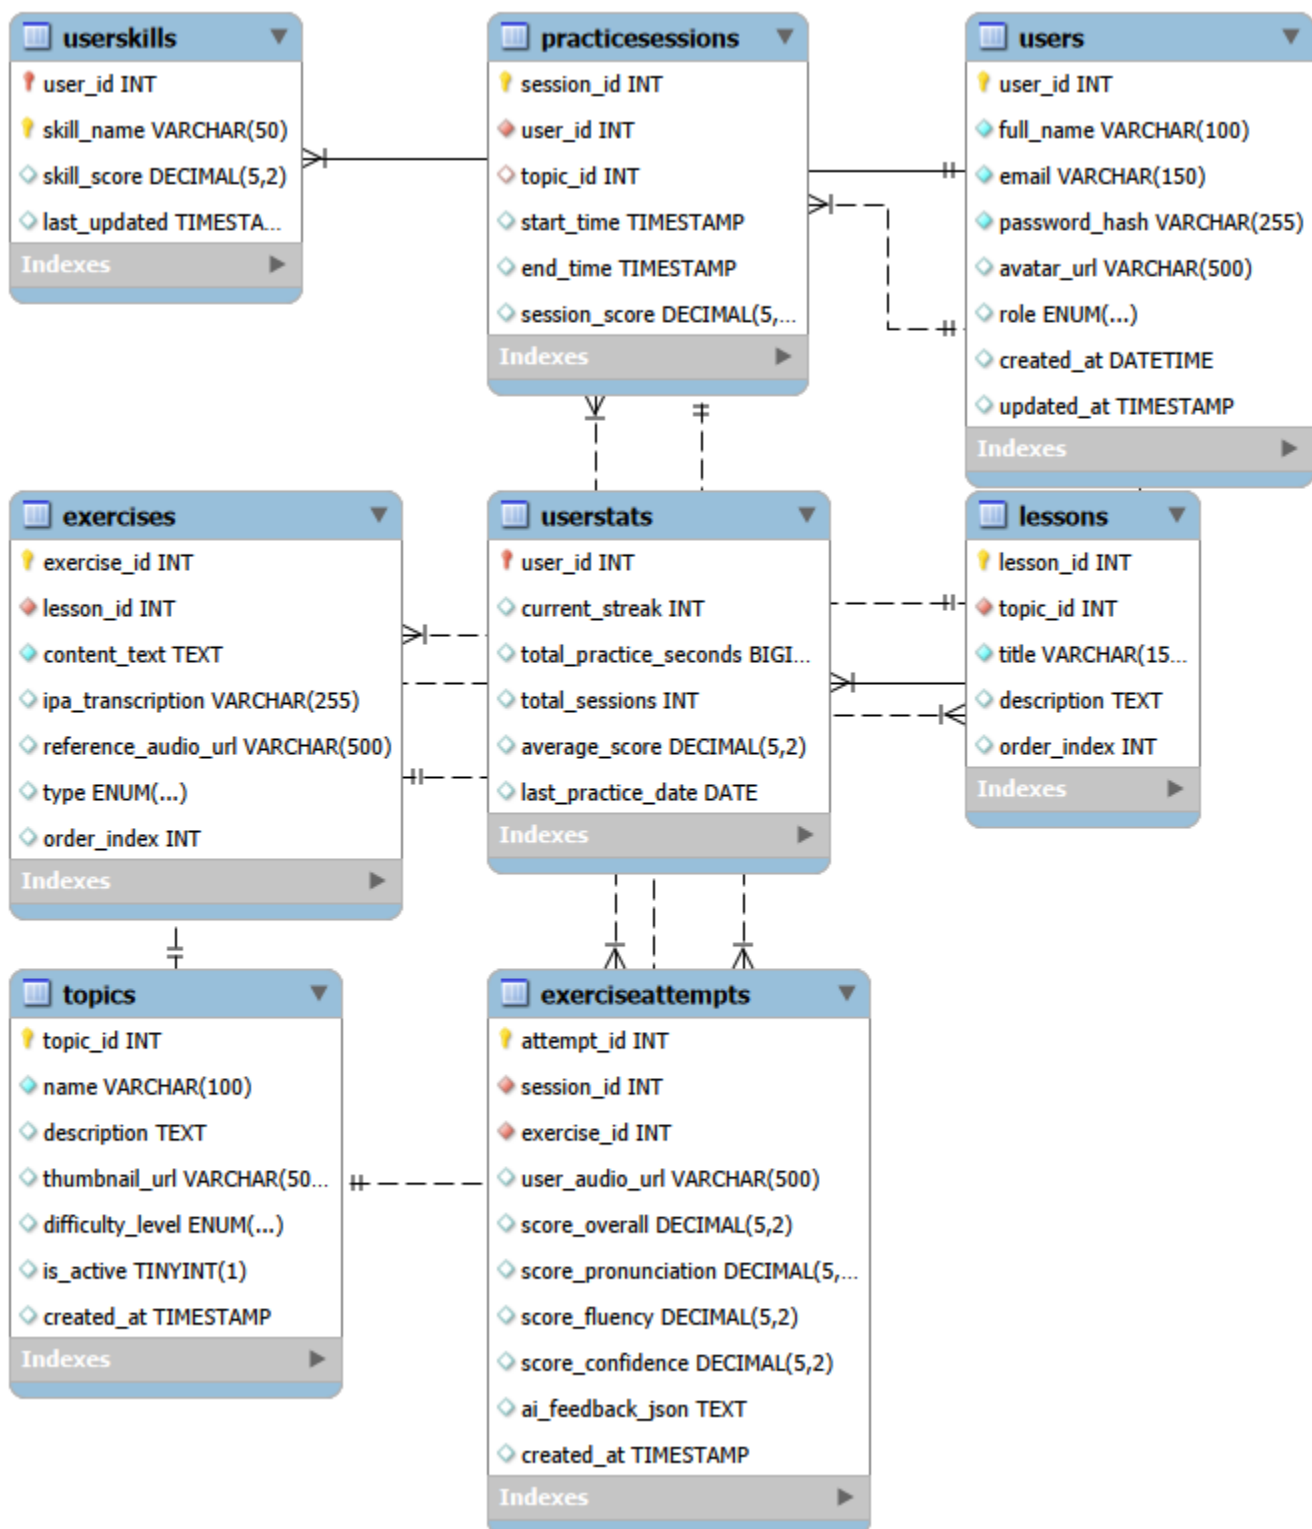 userskills
user_id INT
skill_name VARCHAR(50)
skill_score DECIMAL(5,2)
last_updated TIMESTA...
Indexes
practicesessions
session_id INT
user_id INT
topic_id INT
start_time TIMESTAMP
end_time TIMESTAMP
session_score DECIMAL(5,...
Indexes
users
user_id INT
full_name VARCHAR(100)
email VARCHAR(150)
password_hash VARCHAR(255)
avatar_url VARCHAR(500)
role ENUM(...)
created_at DATETIME
updated_at TIMESTAMP
Indexes
exercises
exercise_id INT
lesson_id INT
content_text TEXT
ipa_transcription VARCHAR(255)
reference_audio_url VARCHAR(500)
type ENUM(...)
order_index INT
Indexes
userstats
user_id INT
current_streak INT
total_practice_seconds BIGI...
total_sessions INT
average_score DECIMAL(5,2)
last_practice_date DATE
Indexes
lessons
lesson_id INT
topic_id INT
title VARCHAR(15...
description TEXT
order_index INT
Indexes
topics
topic_id INT
name VARCHAR(100)
description TEXT
thumbnail_url VARCHAR(50...
difficulty_level ENUM(...)
is_active TINYINT(1)
created_at TIMESTAMP
Indexes
exerciseattempts
attempt_id INT
session_id INT
exercise_id INT
user_audio_url VARCHAR(500)
score_overall DECIMAL(5,2)
score_pronunciation DECIMAL(5,...
score_fluency DECIMAL(5,2)
score_confidence DECIMAL(5,2)
ai_feedback_json TEXT
created_at TIMESTAMP
Indexes